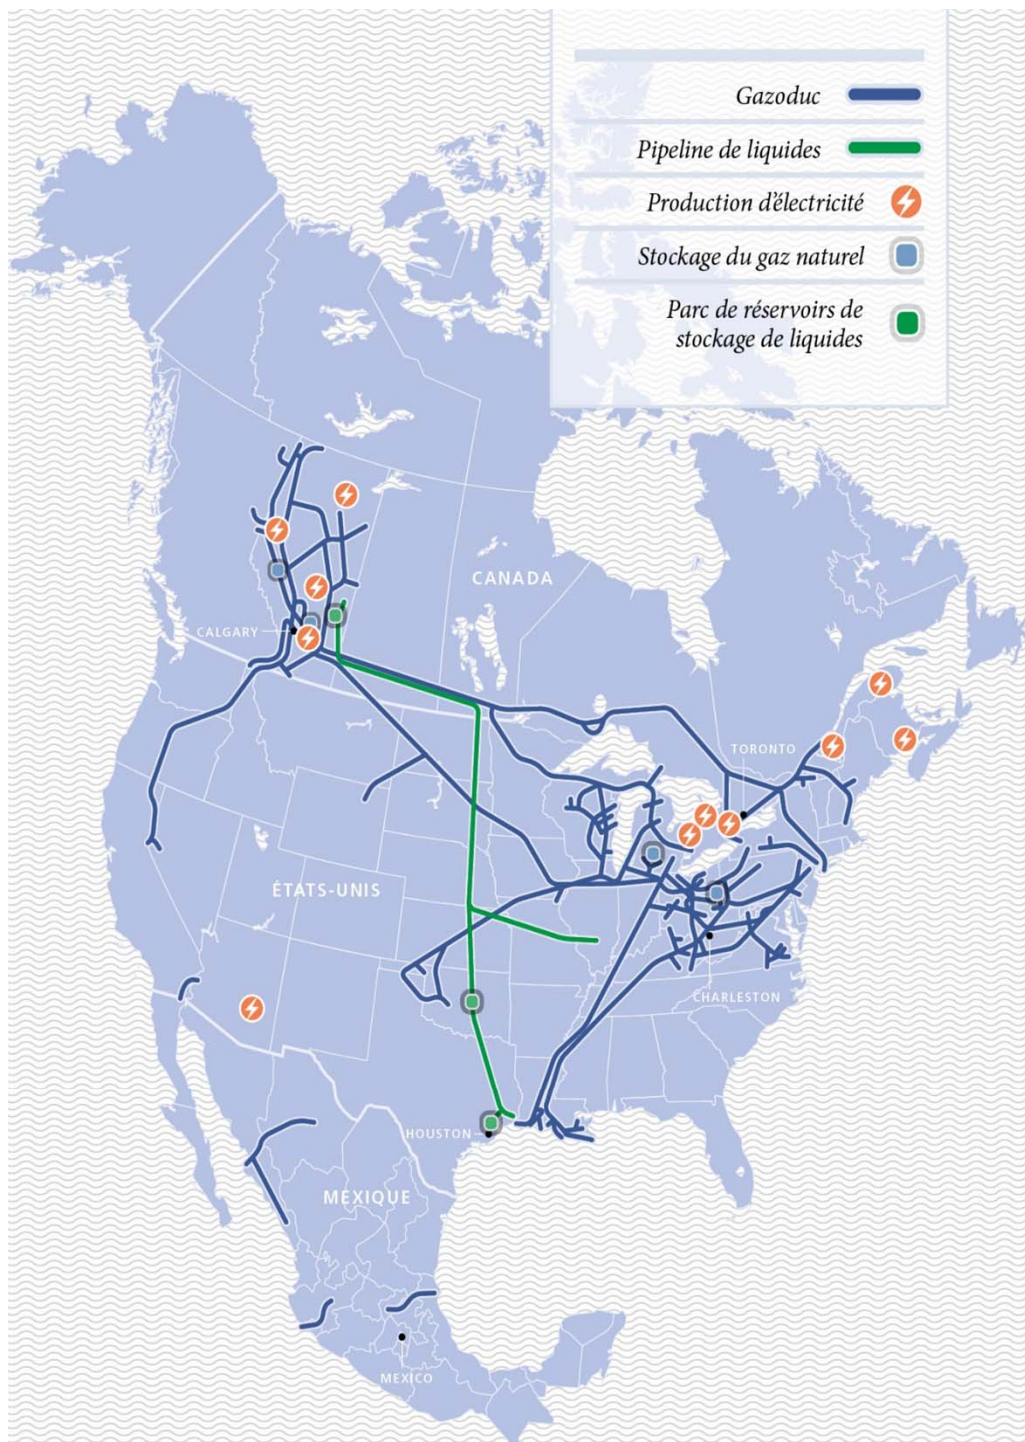 Gazoduc
Pipeline de liquides
Production d'électricité
Stockage du gaz naturel
Parc de réservoirs de
stockage de liquides
CANADA
CALGARY
TORONTO
ÉTATS-UNIS
CHARLESTON
HOUSTON
MEXIQUE
MEXICO